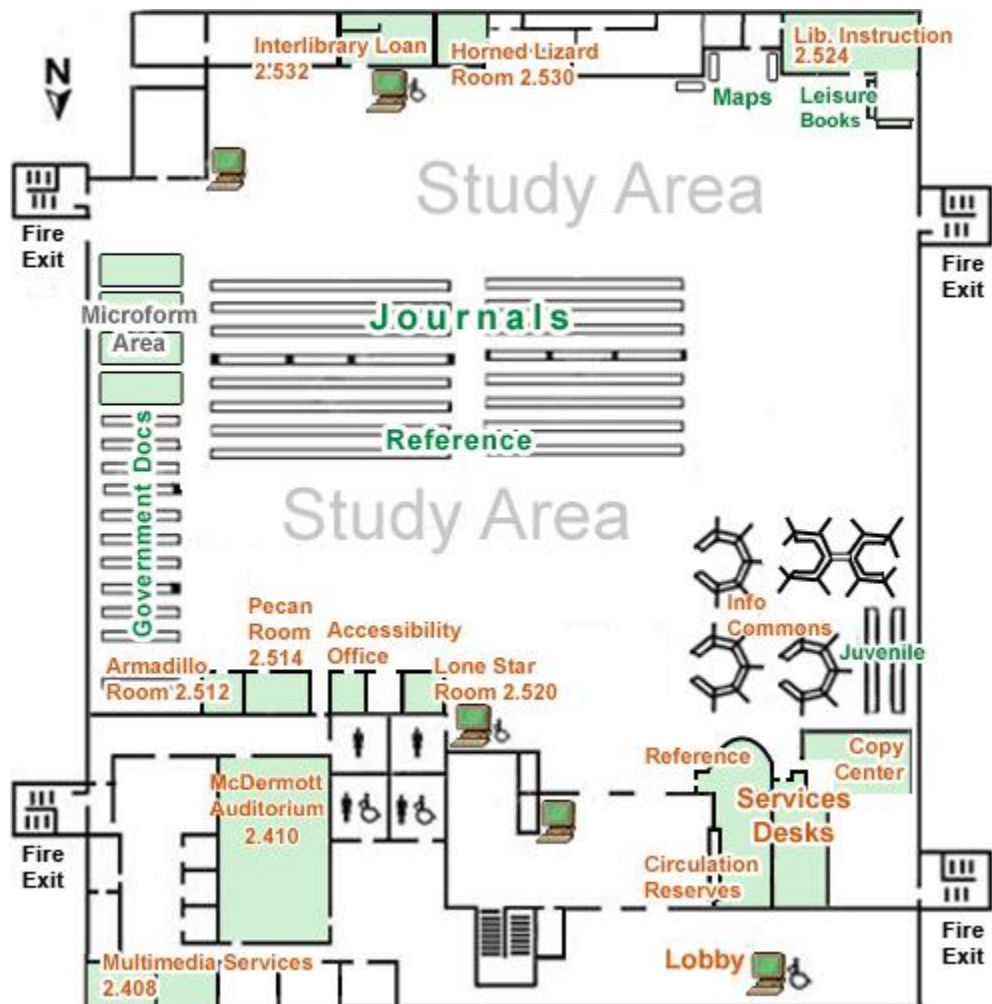 Interlibrary Loan
2.532
Horned Lizard
Room 2.530
Lib. Instruction
2.524
N
Maps
Leisure
Books
Study Area
Fire
Exit
Fire
Exit
Microform
Area
Journals
Reference
Government Docs
Study Area
Info
Commons
Juvenile
Pecan
Room
2.514
Accessibility
Office
Armadillo
Room 2.512
Lone Star
Room 2.520
Reference
Copy
Center
McDermott
Auditorium
2.410
Services
Desks
Fire
Exit
Circulation
Reserves
Fire
Exit
Multimedia Services
2.408
Lobby